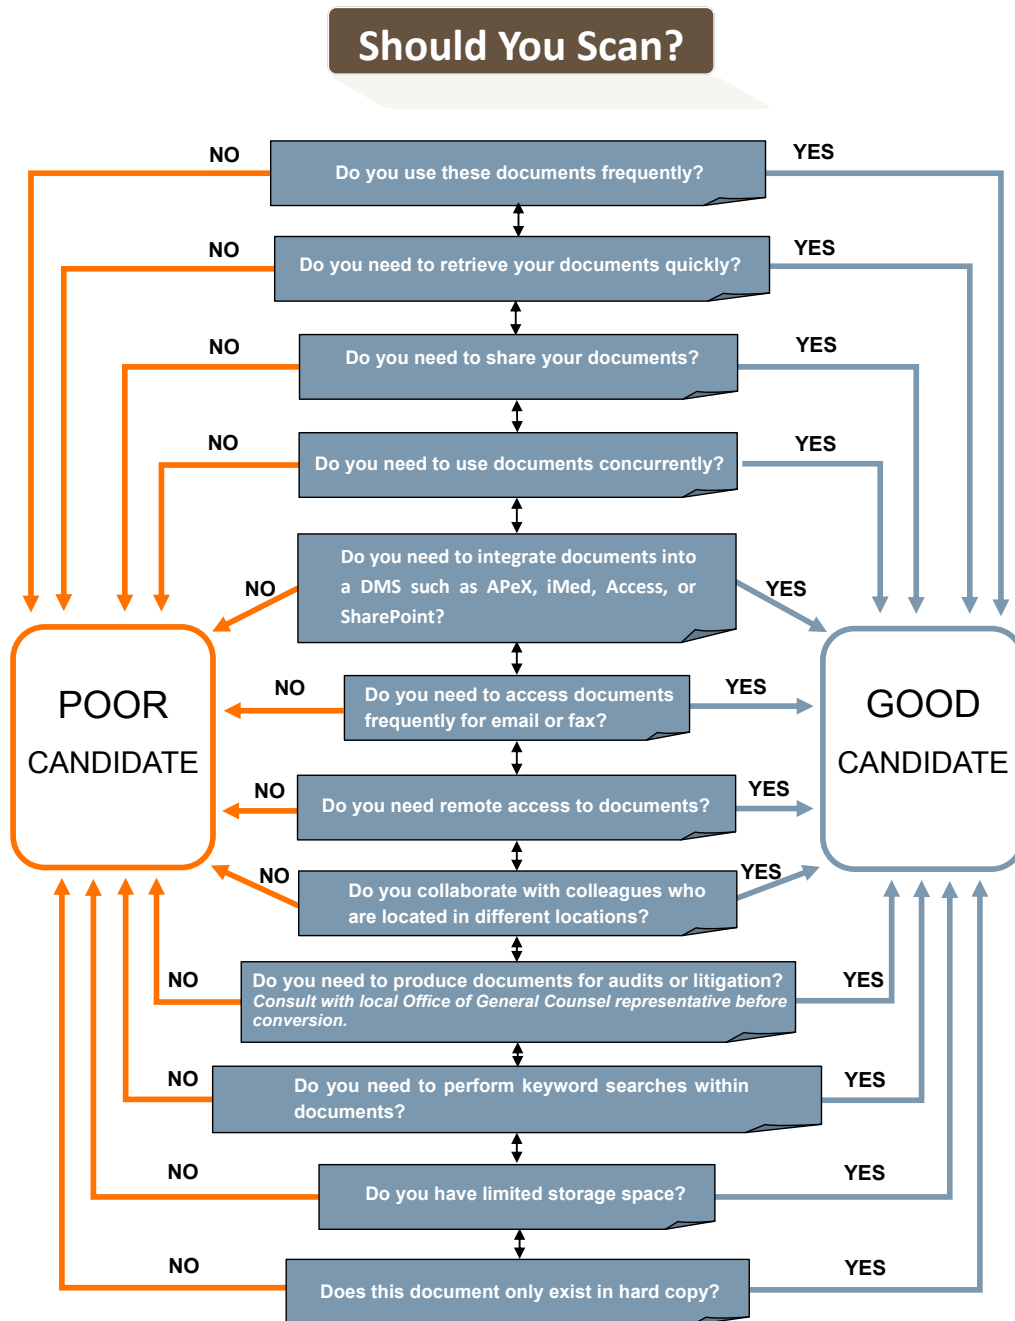 Should You Scan?
NO
YES
Do you use these documents frequently?
NO
YES
Do you need to retrieve your documents quickly?
NO
YES
Do you need to share your documents?
NO
YES
Do you need to use documents concurrently?
Do you need to integrate documents into
a DMS such as APeX, iMed, Access, or
SharePoint?
NO
YES
POOR
CANDIDATE
GOOD
CANDIDATE
NO
YES
Do you need to access documents
frequently for email or fax?
NO
YES
Do you need remote access to documents?
NO
YES
Do you collaborate with colleagues who
are located in different locations?
NO
YES
Do you need to produce documents for audits or litigation?
Consult with local Office of General Counsel representative before
conversion.
NO
YES
Do you need to perform keyword searches within
documents?
NO
YES
Do you have limited storage space?
NO
YES
Does this document only exist in hard copy?